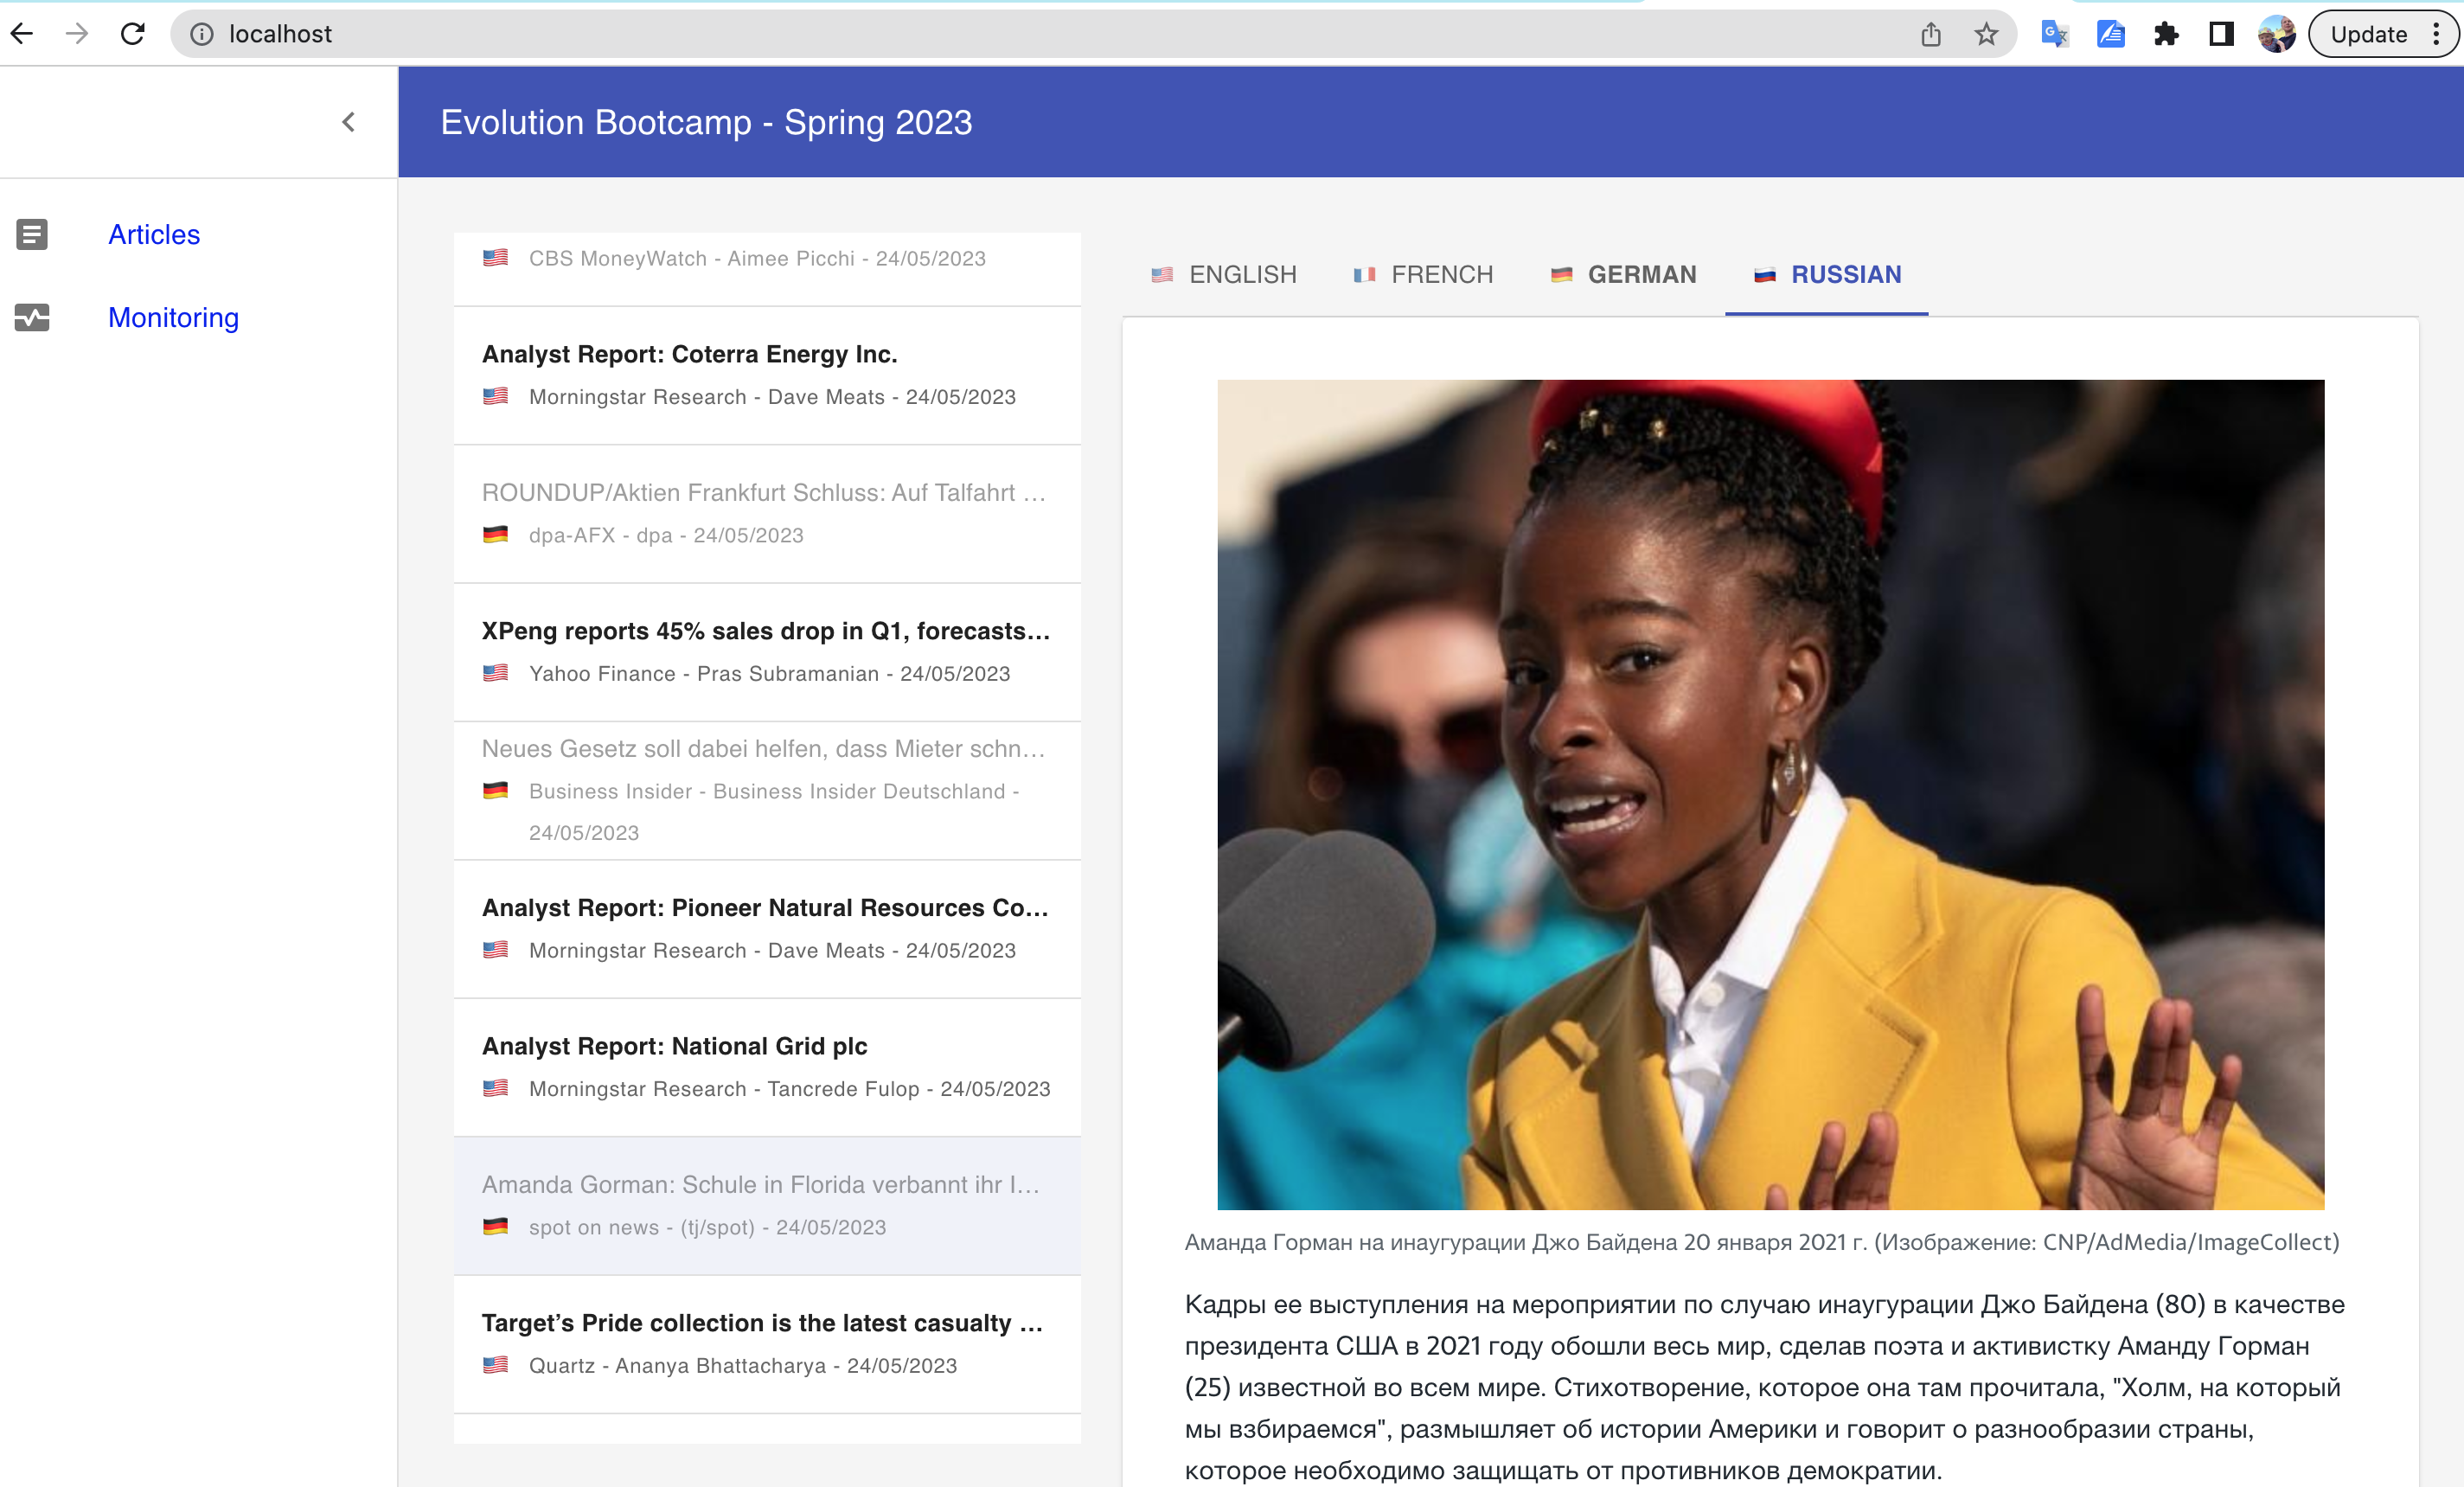 localhost
Update
Evolution Bootcamp - Spring 2023
Articles
Monitoring
CBS MoneyWatch - Aimee Picchi - 24/05/2023
Analyst Report: Coterra Energy Inc.
Morningstar Research - Dave Meats - 24/05/2023
ROUNDUP/Aktien Frankfurt Schluss: Auf Talfahrt ...
dpa-AFX - dpa - 24/05/2023
XPeng reports 45% sales drop in Q1, forecasts...
Yahoo Finance - Pras Subramanian - 24/05/2023
Neues Gesetz soll dabei helfen, dass Mieter schn...
Business Insider - Business Insider Deutschland -
24/05/2023
Analyst Report: Pioneer Natural Resources Co...
Morningstar Research - Dave Meats - 24/05/2023
Analyst Report: National Grid plc
Morningstar Research - Tancrede Fulop - 24/05/2023
Amanda Gorman: Schule in Florida verbannt ihr I...
spot on news - (tj/spot) - 24/05/2023
Target’s Pride collection is the latest casualty ...
Quartz - Ananya Bhattacharya - 24/05/2023
ENGLISH FRENCH GERMAN RUSSIAN
Аманда Горман на инаугурации Джо Байдена 20 января 2021 г. (Изображение: CNP/AdMedia/ImageCollect)
Кадры ее выступления на мероприятии по случаю инаугурации Джо Байдена (80) в качестве
президента США в 2021 году обошли весь мир, сделав поэта и активистку Аманду Горман
(25) известной во всем мире. Стихотворение, которое она там прочитала, "Холм, на который
мы взбираемся", размышляет об истории Америки и говорит о разнообразии страны,
которое необходимо защищать от противников демократии.